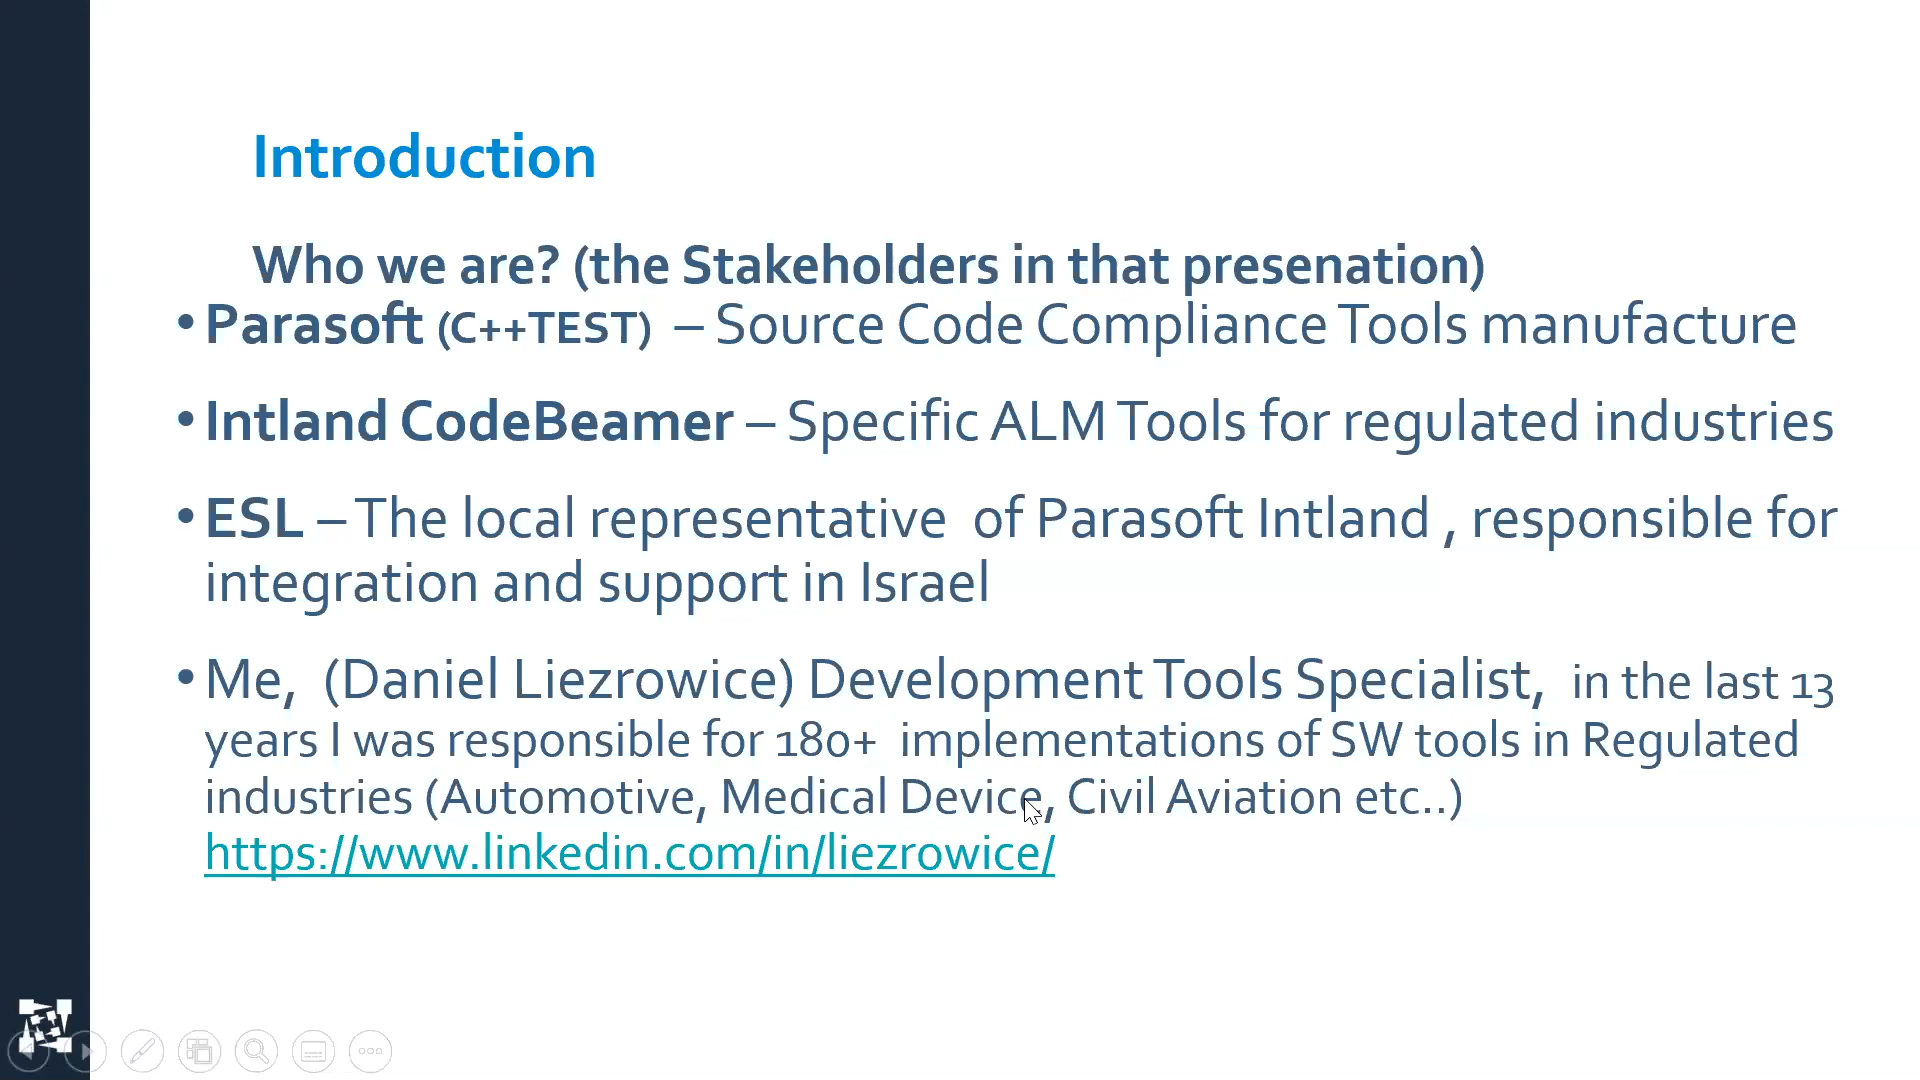 Introduction
Who we are? (the Stakeholders in that presenation)
• Parasoft (C++TEST) – Source Code Compliance Tools manufacture
• Intland CodeBeamer – Specific ALM Tools for regulated industries
• ESL – The local representative of Parasoft Intland , responsible for
integration and support in Israel
• Me, (Daniel Liezrowice) Development Tools Specialist, in the last 13
years I was responsible for 180+ implementations of SW tools in Regulated
industries (Automotive, Medical Device, Civil Aviation etc..)
https://www.linkedin.com/in/liezrowice/